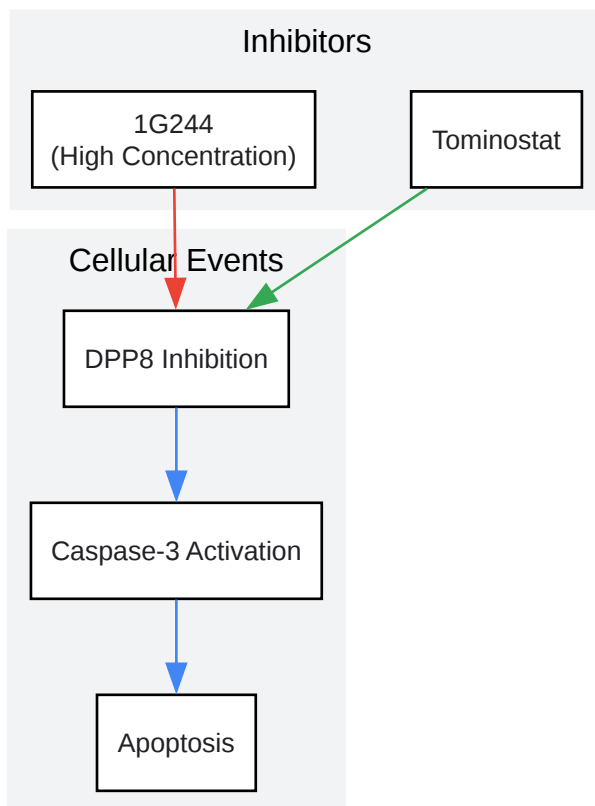 Inhibitors
1G244
(High Concentration)
Tominostat
Cellular Events
DPP8 Inhibition
Caspase-3 Activation
Apoptosis